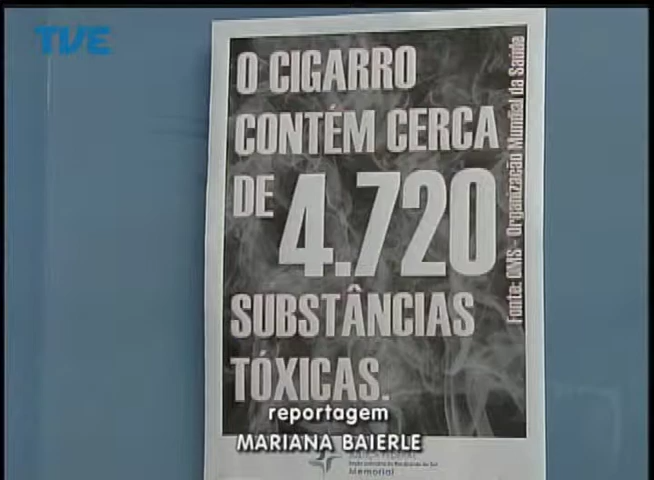 TVE
O CIGARRO
CONTÉM CERCA
DE 4.720
SUBSTÂNCIAS
TÓXICAS.
Fonte: OMS - Organização Mundial da Saúde
reportagem
MARIANA BAIERLE
Memorial